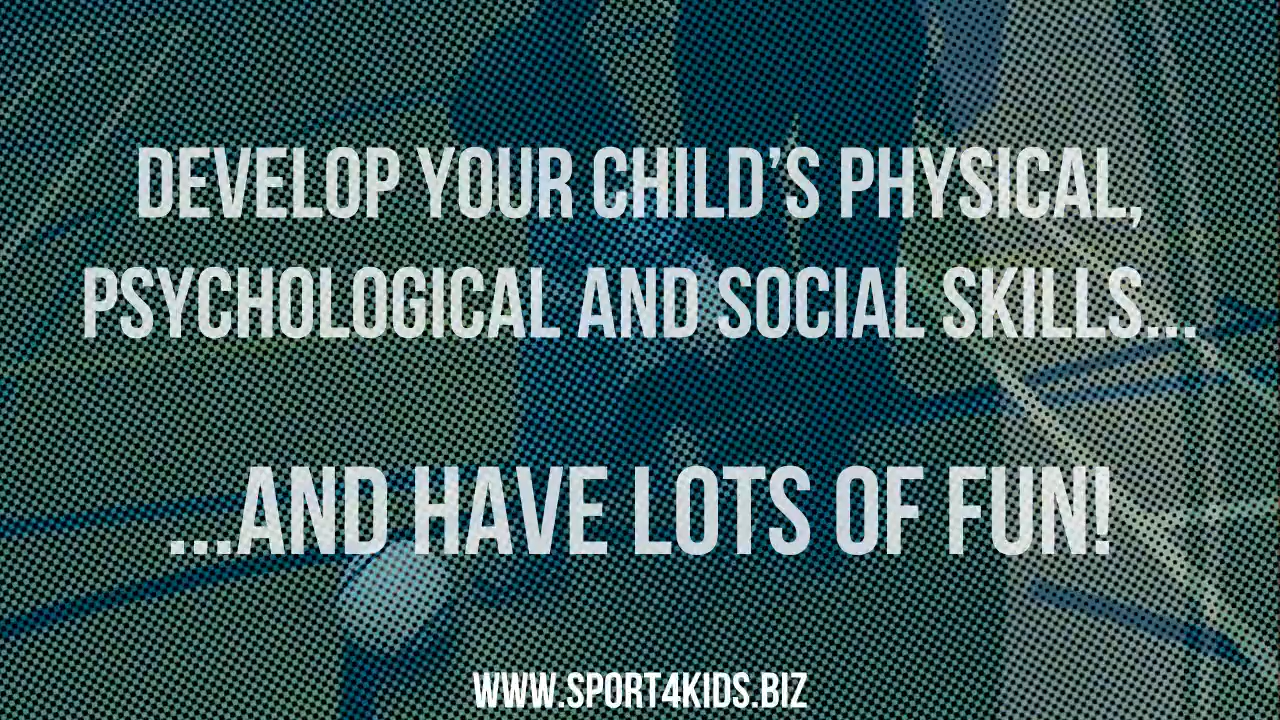 DEVELOP YOUR CHILD’S PHYSICAL,
PSYCHOLOGICAL AND SOCIAL SKILLS...
...AND HAVE LOTS OF FUN!
WWW.SPORT4KIDS.BIZ